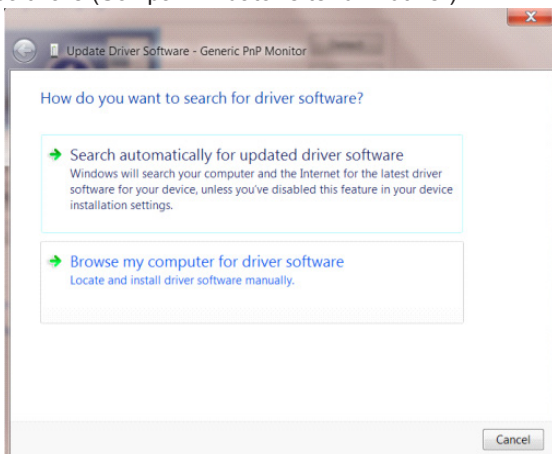 Update Driver Software - Generic PnP Monitor
How do you want to search for driver software?
Search automatically for updated driver software
Windows will search your computer and the Internet for the latest driver
software for your device, unless you've disabled this feature in your device
installation settings.
Browse my computer for driver software
Locate and install driver software manually.
Cancel